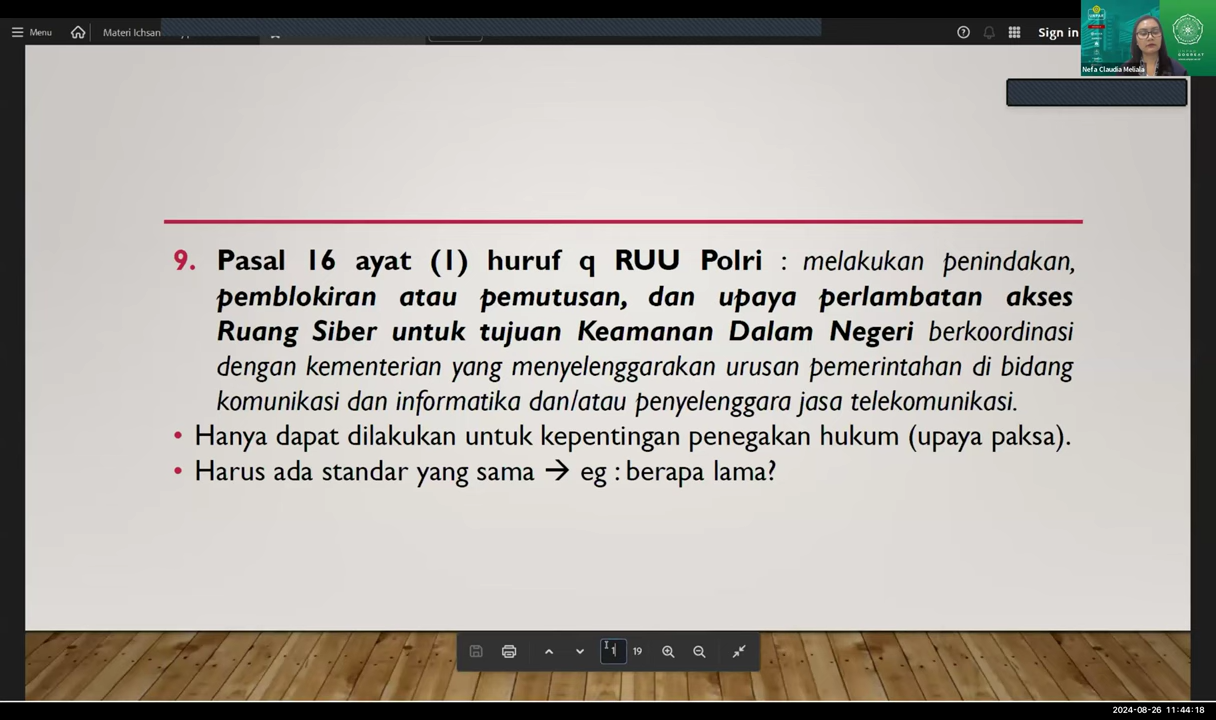 Menu
Materi Ichsan
Sign in
Nefa Claudia Meliala
9. Pasal 16 ayat (1) huruf q RUU Polri : melakukan penindakan,
pemblokiran atau pemutusan, dan upaya perlambatan akses
Ruang Siber untuk tujuan Keamanan Dalam Negeri berkoordinasi
dengan kementerian yang menyelenggarakan urusan pemerintahan di bidang
komunikasi dan informatika dan/atau penyelenggara jasa telekomunikasi.
• Hanya dapat dilakukan untuk kepentingan penegakan hukum (upaya paksa).
• Harus ada standar yang sama → eg : berapa lama?
1 19
2024-08-26 11:44:18